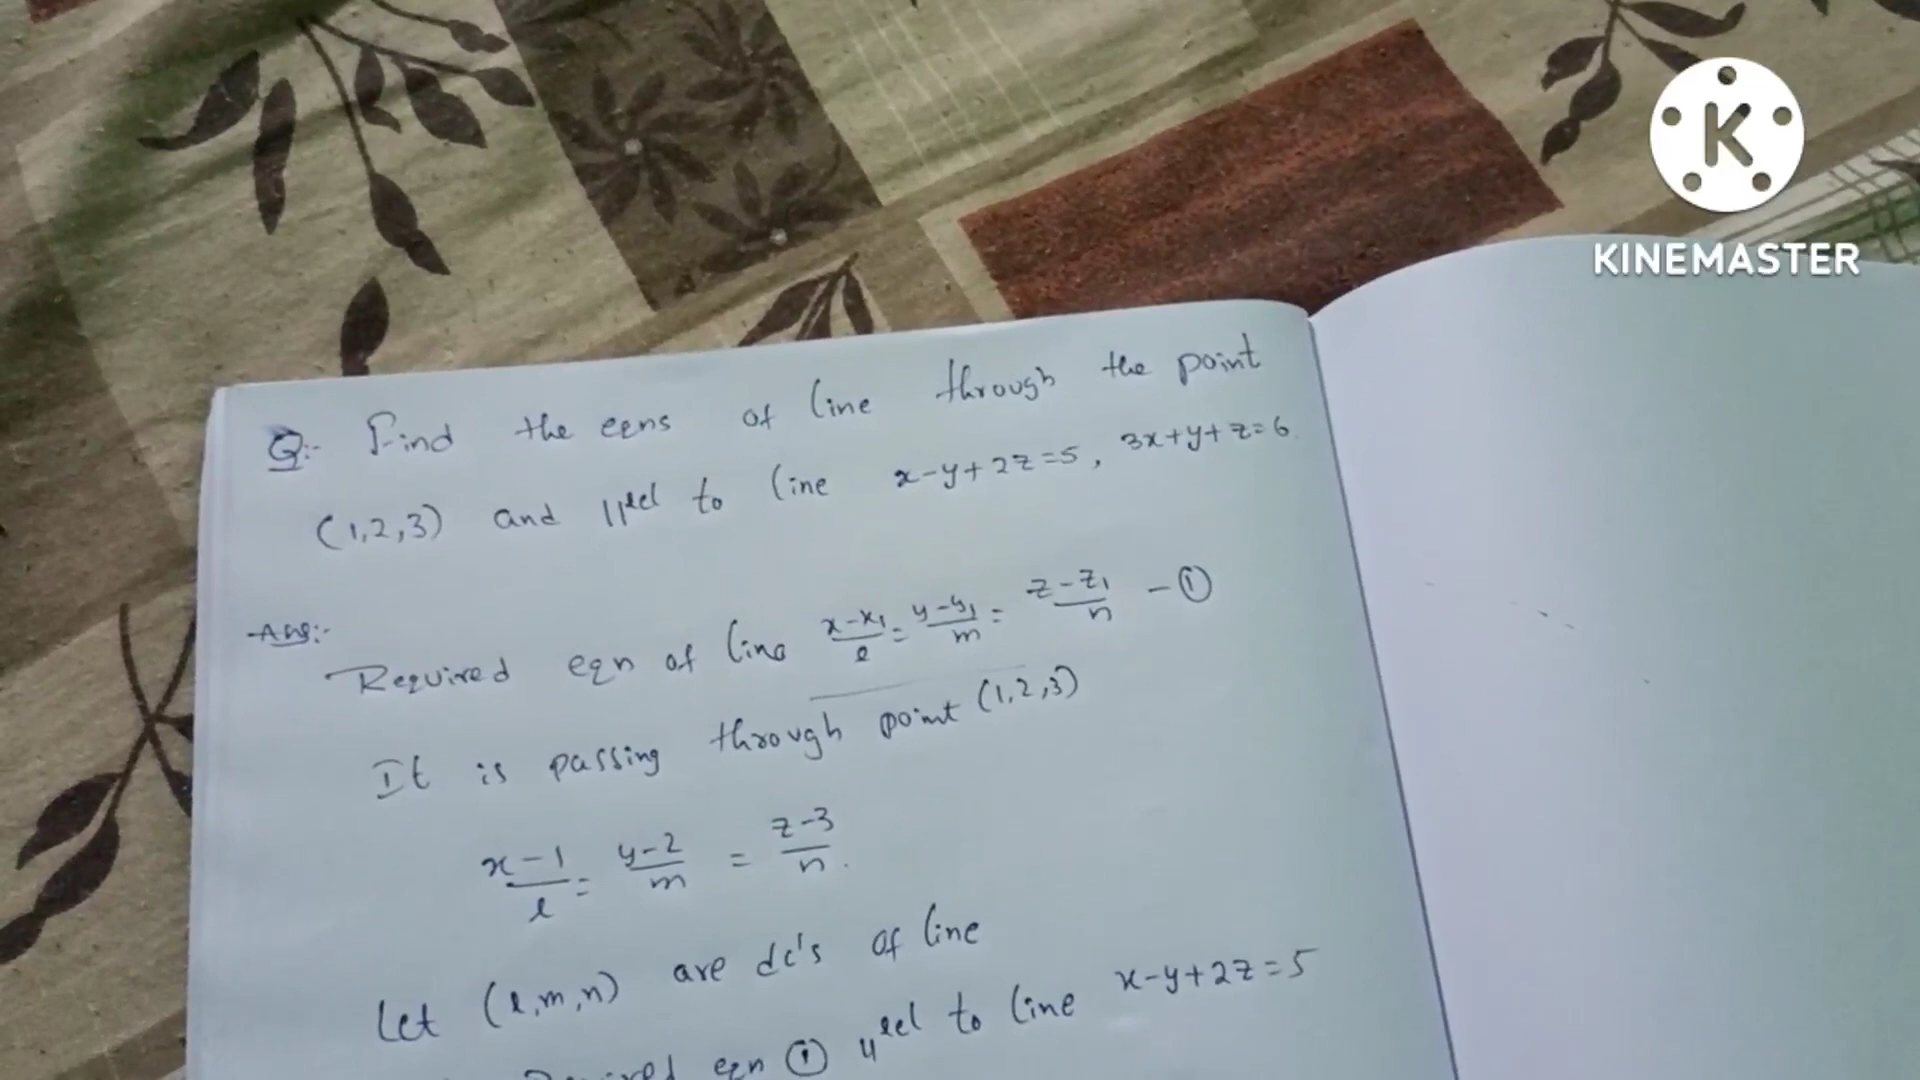 K
KINEMASTER
Q:- Find the eqns of line through the point
(1,2,3) and 11lel to line x-y+2z=5, 3x+y+z=6
Ans:-
Required eqn of line x-x1/l = y-y1/m = z-z1/n - ①
It is passing through point (1,2,3)
x-1/l = y-2/m = z-3/n.
Let (l,m,n) are dc's of line
eqn ① 11lel to line x-y+2z=5